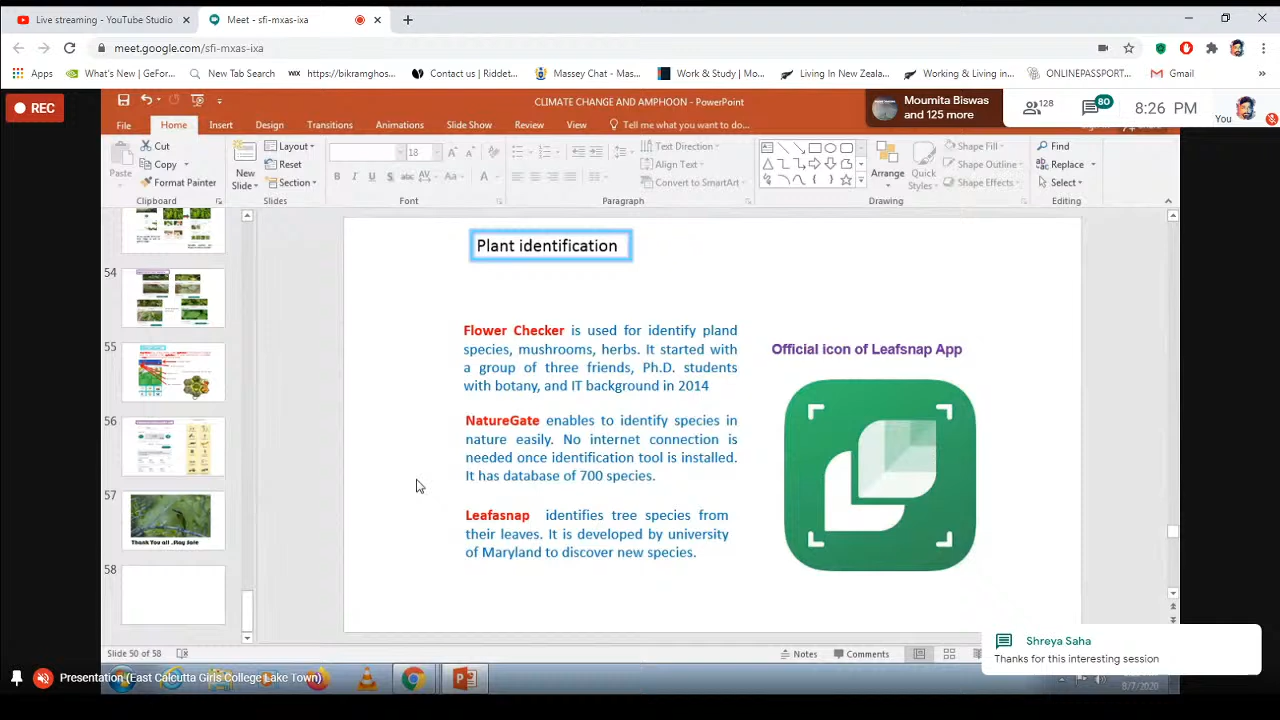 Live streaming - YouTube Studio
Meet - sfi-mxas-ixa
meet.google.com/sfi-mxas-ixa
Apps
What's New (GeFor...
New Tab Search
WIX https://bikramghos...
Contact us | Riddet...
Massey Chat - Mas...
Work & Study | Mo...
Living In New Zeala...
Working & Living in...
ONLINEPASSPORT...
Gmail
REC
CLIMATE CHANGE AND AMPHOON - PowerPoint
Moumita Biswas
and 125 more
128
80
8:26 PM
You
File
Home
Insert
Design
Transitions
Animations
Slide Show
Review
View
Tell me what you want to do...
Paste
Cut
Copy
Format Painter
Clipboard
New
Slide
Layout
Reset
Section
Slides
18
Font
Text Direction
Align Text
Convert to SmartArt
Paragraph
Arrange
Quick
Styles
Shape Fill
Shape Outline
Shape Effects
Drawing
Find
Replace
Select
Editing
54
55
56
57
Thank You all ..Stay Safe
58
Plant identification
Flower Checker is used for identify pland
species, mushrooms, herbs. It started with
a group of three friends, Ph.D. students
with botany, and IT background in 2014
NatureGate enables to identify species in
nature easily. No internet connection is
needed once identification tool is installed.
It has database of 700 species.
Leafasnap identifies tree species from
their leaves. It is developed by university
of Maryland to discover new species.
Official icon of Leafsnap App
Shreya Saha
Thanks for this interesting session
Slide 50 of 58
Notes
Comments
Presentation (East Calcutta Girls College Lake Town)
8/7/2020